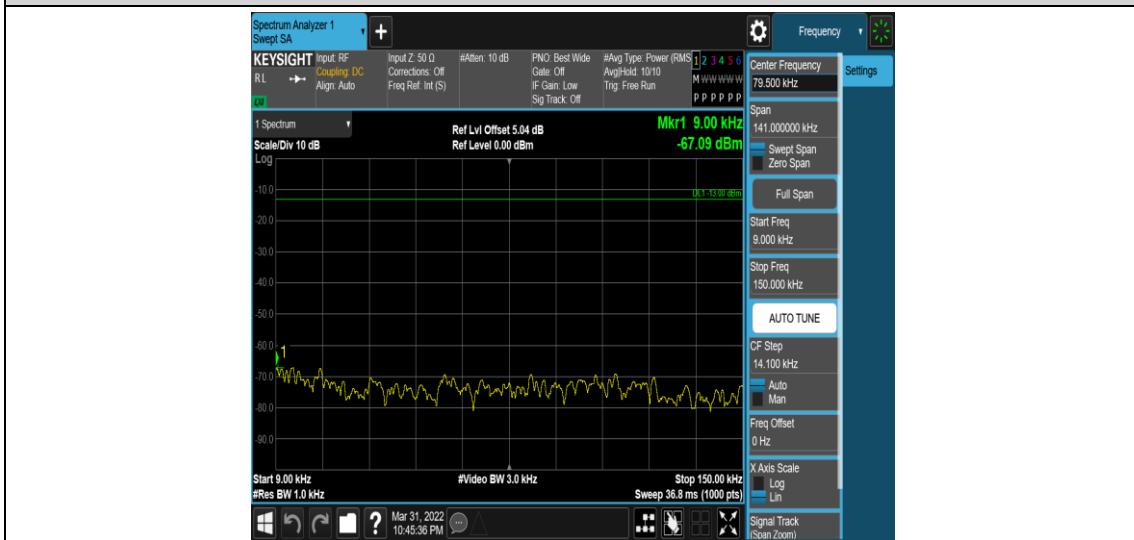 Spectrum Analyzer 1
Swept SA
+
Frequency
KEYSIGHT
RL
LXI
Input: RF
Coupling: DC
Align: Auto
Input Z: 50 Ω
Corrections: Off
Freq Ref: Int (S)
#Atten: 10 dB
PNO: Best Wide
Gate: Off
IF Gain: Low
Sig Track: Off
#Avg Type: Power (RMS
Avg|Hold: 10/10
Trig: Free Run
1 2 3 4 5 6
M W W W W W
P P P P P P
Center Frequency
79.500 kHz
Settings
1 Spectrum
Scale/Div 10 dB
Ref Lvl Offset 5.04 dB
Ref Level 0.00 dBm
Mkr1 9.00 kHz
-67.09 dBm
Log
DL1 -13.00 dBm
-10.0
-20.0
-30.0
-40.0
-50.0
-60.0
-70.0
-80.0
-90.0
1
Start 9.00 kHz
#Video BW 3.0 kHz
Stop 150.00 kHz
#Res BW 1.0 kHz
Sweep 36.8 ms (1000 pts)
Span
141.000000 kHz
Swept Span
Zero Span
Full Span
Start Freq
9.000 kHz
Stop Freq
150.000 kHz
AUTO TUNE
CF Step
14.100 kHz
Auto
Man
Freq Offset
0 Hz
X Axis Scale
Log
Lin
Signal Track
(Span Zoom)
?
Mar 31, 2022
10:45:36 PM